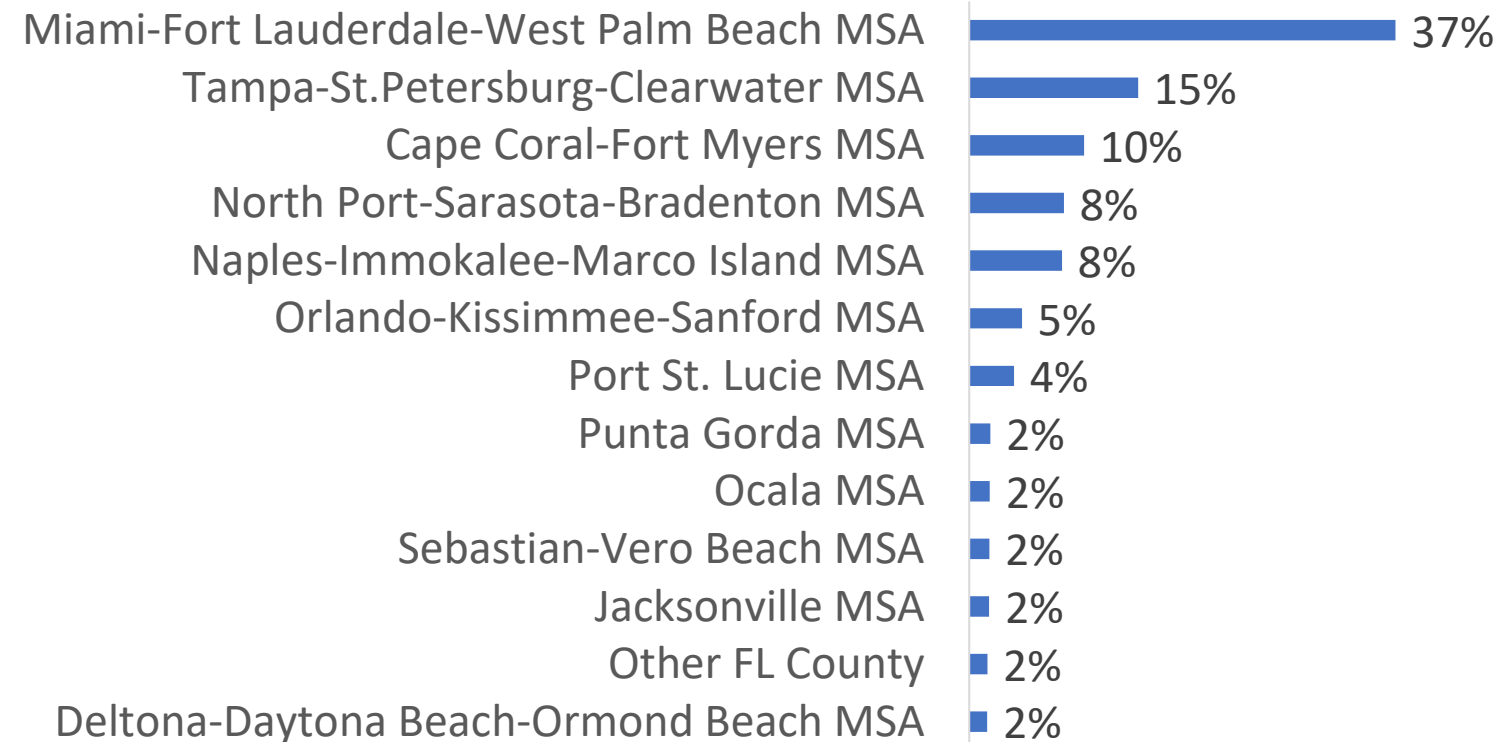 Miami-Fort Lauderdale-West Palm Beach MSA 37%
Tampa-St.Petersburg-Clearwater MSA 15%
Cape Coral-Fort Myers MSA 10%
North Port-Sarasota-Bradenton MSA 8%
Naples-Immokalee-Marco Island MSA 8%
Orlando-Kissimmee-Sanford MSA 5%
Port St. Lucie MSA 4%
Punta Gorda MSA 2%
Ocala MSA 2%
Sebastian-Vero Beach MSA 2%
Jacksonville MSA 2%
Other FL County 2%
Deltona-Daytona Beach-Ormond Beach MSA 2%